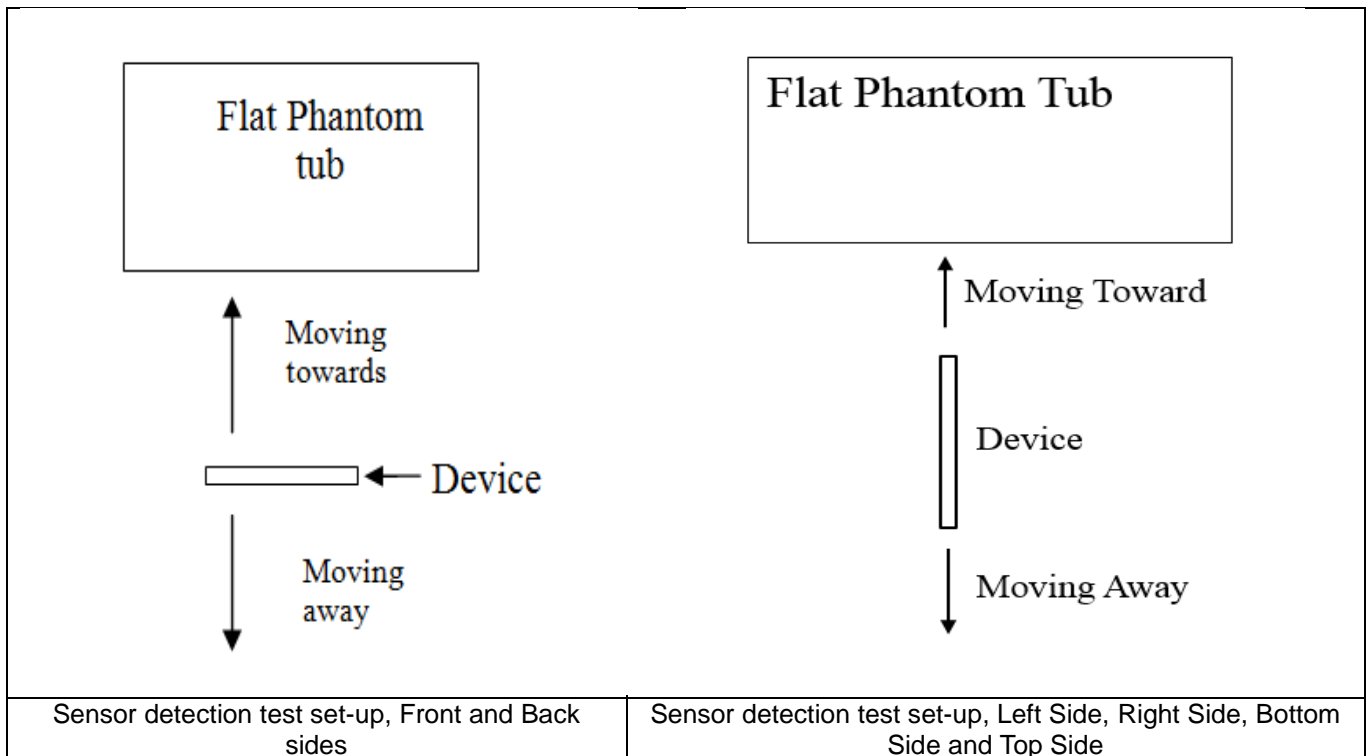 Flat Phantom
tub
Moving
towards
Device
Moving
away
Flat Phantom Tub
Moving Toward
Device
Moving Away
Sensor detection test set-up, Front and Back
sides
Sensor detection test set-up, Left Side, Right Side, Bottom
Side and Top Side